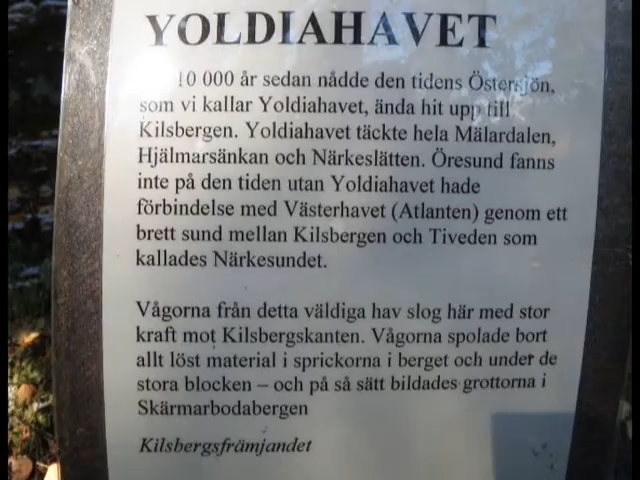 YOLDIAHAVET
10 000 år sedan nådde den tidens Östersjön,
som vi kallar Yoldiahavet, ända hit upp till
Kilsbergen. Yoldiahavet täckte hela Mälardalen,
Hjälmarsänkan och Närkeslätten. Öresund fanns
inte på den tiden utan Yoldiahavet hade
förbindelse med Västerhavet (Atlanten) genom ett
brett sund mellan Kilsbergen och Tiveden som
kallades Närkesundet.
Vågorna från detta väldiga hav slog här med stor
kraft mot Kilsbergskanten. Vågorna spolade bort
allt löst material i sprickorna i berget och under de
stora blocken – och på så sätt bildades grottorna i
Skärmarbodabergen
Kilsbergsfrämjandet